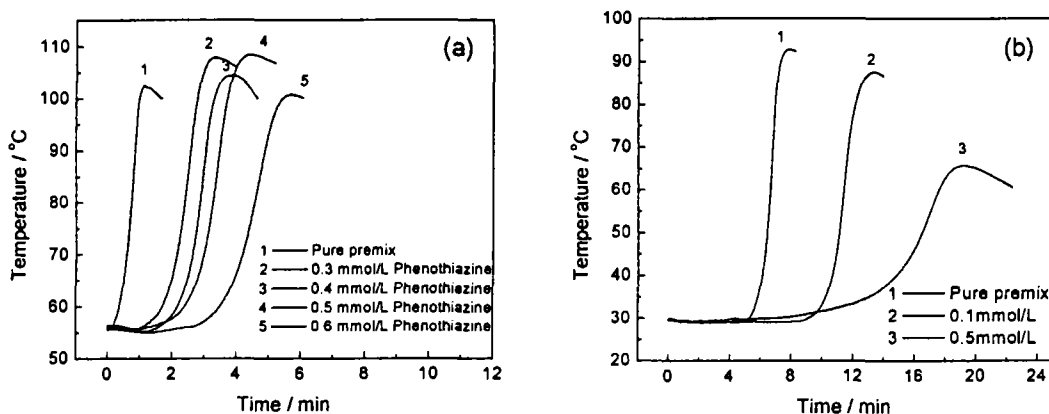 (a)
Temperature / °C
110
100
90
80
70
60
50
1
2
3
4
5
1 Pure premix
2 0.3 mmol/L Phenothiazine
3 0.4 mmol/L Phenothiazine
4 0.5 mmol/L Phenothiazine
5 0 6 mmol/L Phenothiazine
0 2 4 6 8 10 12
Time / min
(b)
Temperature / °C
100
90
80
70
60
50
40
30
20
1
2
3
1 Pure premix
2 0.1mmol/L
3 0.5mmol/L
0 4 8 12 16 20 24
Time / min